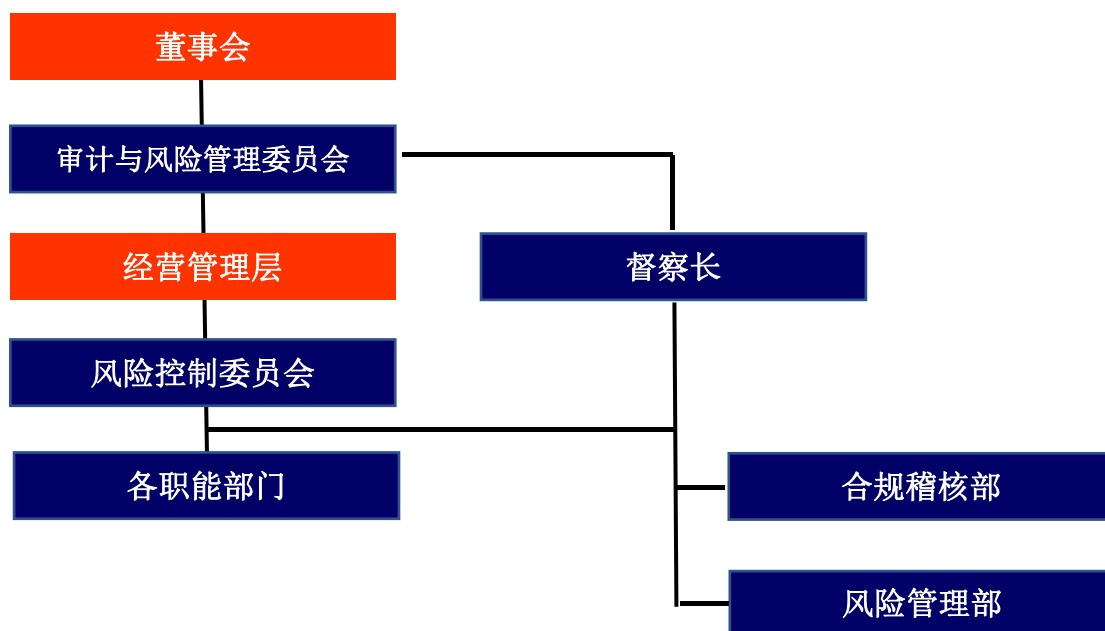 董事会
审计与风险管理委员会
经营管理层
督察长
风险控制委员会
各职能部门
合规稽核部
风险管理部